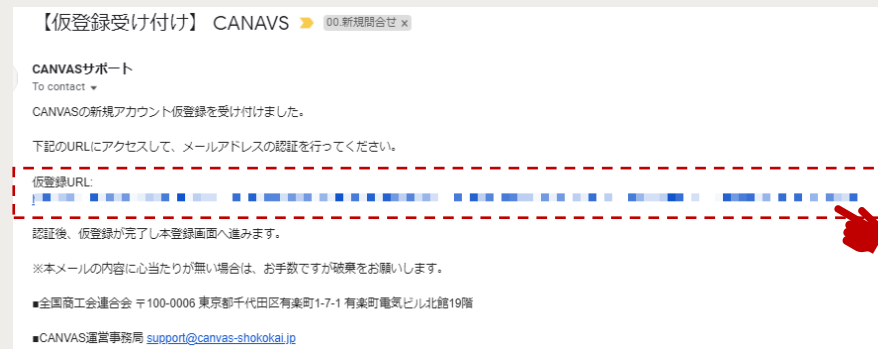 【仮登録受け付け】 CANAVS 00.新規問合せ ×
CANVASサポート
To contact
CANVASの新規アカウント仮登録を受け付けました。
下記のURLにアクセスして、メールアドレスの認証を行ってください。
仮登録URL:
認証後、仮登録が完了し本登録画面へ進みます。
※本メールの内容に心当たりが無い場合は、お手数ですが破棄をお願いします。
■全国商工会連合会 〒100-0006 東京都千代田区有楽町1-7-1 有楽町電気ビル北館19階
■CANVAS運営事務局 support@canvas-shokokai.jp